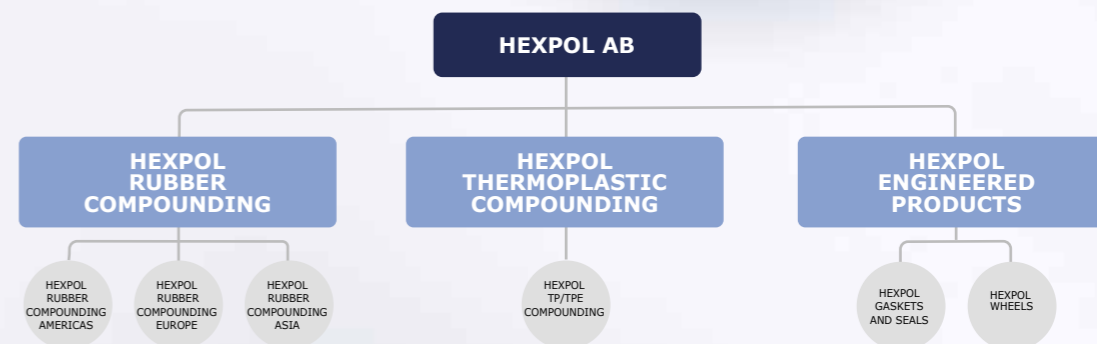 HEXPOL AB
HEXPOL
RUBBER
COMPOUNDING
HEXPOL
THERMOPLASTIC
COMPOUNDING
HEXPOL
ENGINEERED
PRODUCTS
HEXPOL
RUBBER
COMPOUNDING
AMERICAS
HEXPOL
RUBBER
COMPOUNDING
EUROPE
HEXPOL
RUBBER
COMPOUNDING
ASIA
HEXPOL
TP/TPE
COMPOUNDING
HEXPOL
GASKETS
AND SEALS
HEXPOL
WHEELS